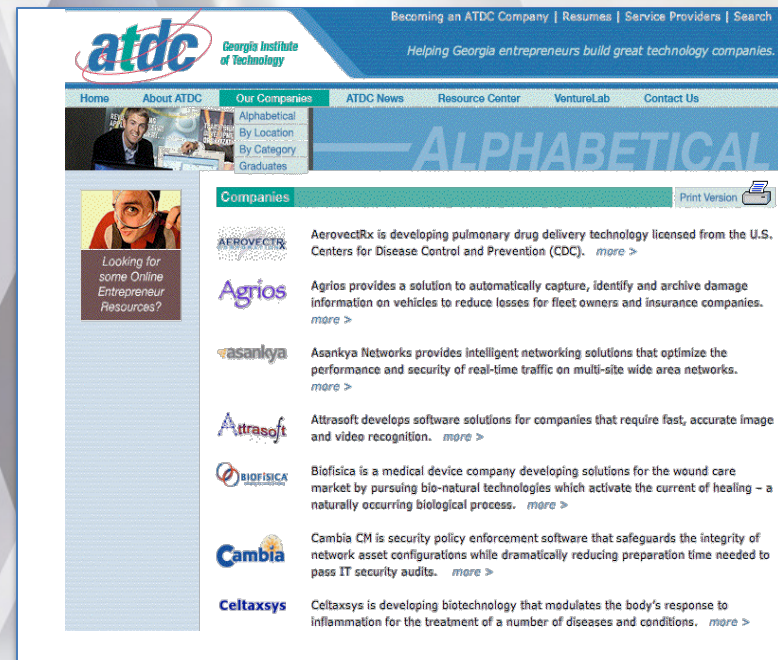 Becoming an ATDC Company | Resumes | Service Providers | Search
atdc
Georgia Institute
of Technology
Helping Georgia entrepreneurs build great technology companies.
Home About ATDC Our Companies ATDC News Resource Center VentureLab Contact Us
Alphabetical
By Location
By Category
Graduates
ALPHABETICAL
Companies
Print Version
Looking for
some Online
Entrepreneur
Resources?
AEROVECTRX
AerovectRx is developing pulmonary drug delivery technology licensed from the U.S.
Centers for Disease Control and Prevention (CDC). more >
Agrios
Agrios provides a solution to automatically capture, identify and archive damage
information on vehicles to reduce losses for fleet owners and insurance companies.
more >
asankya
Asankya Networks provides intelligent networking solutions that optimize the
performance and security of real-time traffic on multi-site wide area networks.
more >
Attrasoft
Attrasoft develops software solutions for companies that require fast, accurate image
and video recognition. more >
BIOFISICA
Biofisica is a medical device company developing solutions for the wound care
market by pursuing bio-natural technologies which activate the current of healing – a
naturally occurring biological process. more >
Cambia
Cambia CM is security policy enforcement software that safeguards the integrity of
network asset configurations while dramatically reducing preparation time needed to
pass IT security audits. more >
Celtaxsys
Celtaxsys is developing biotechnology that modulates the body's response to
inflammation for the treatment of a number of diseases and conditions. more >